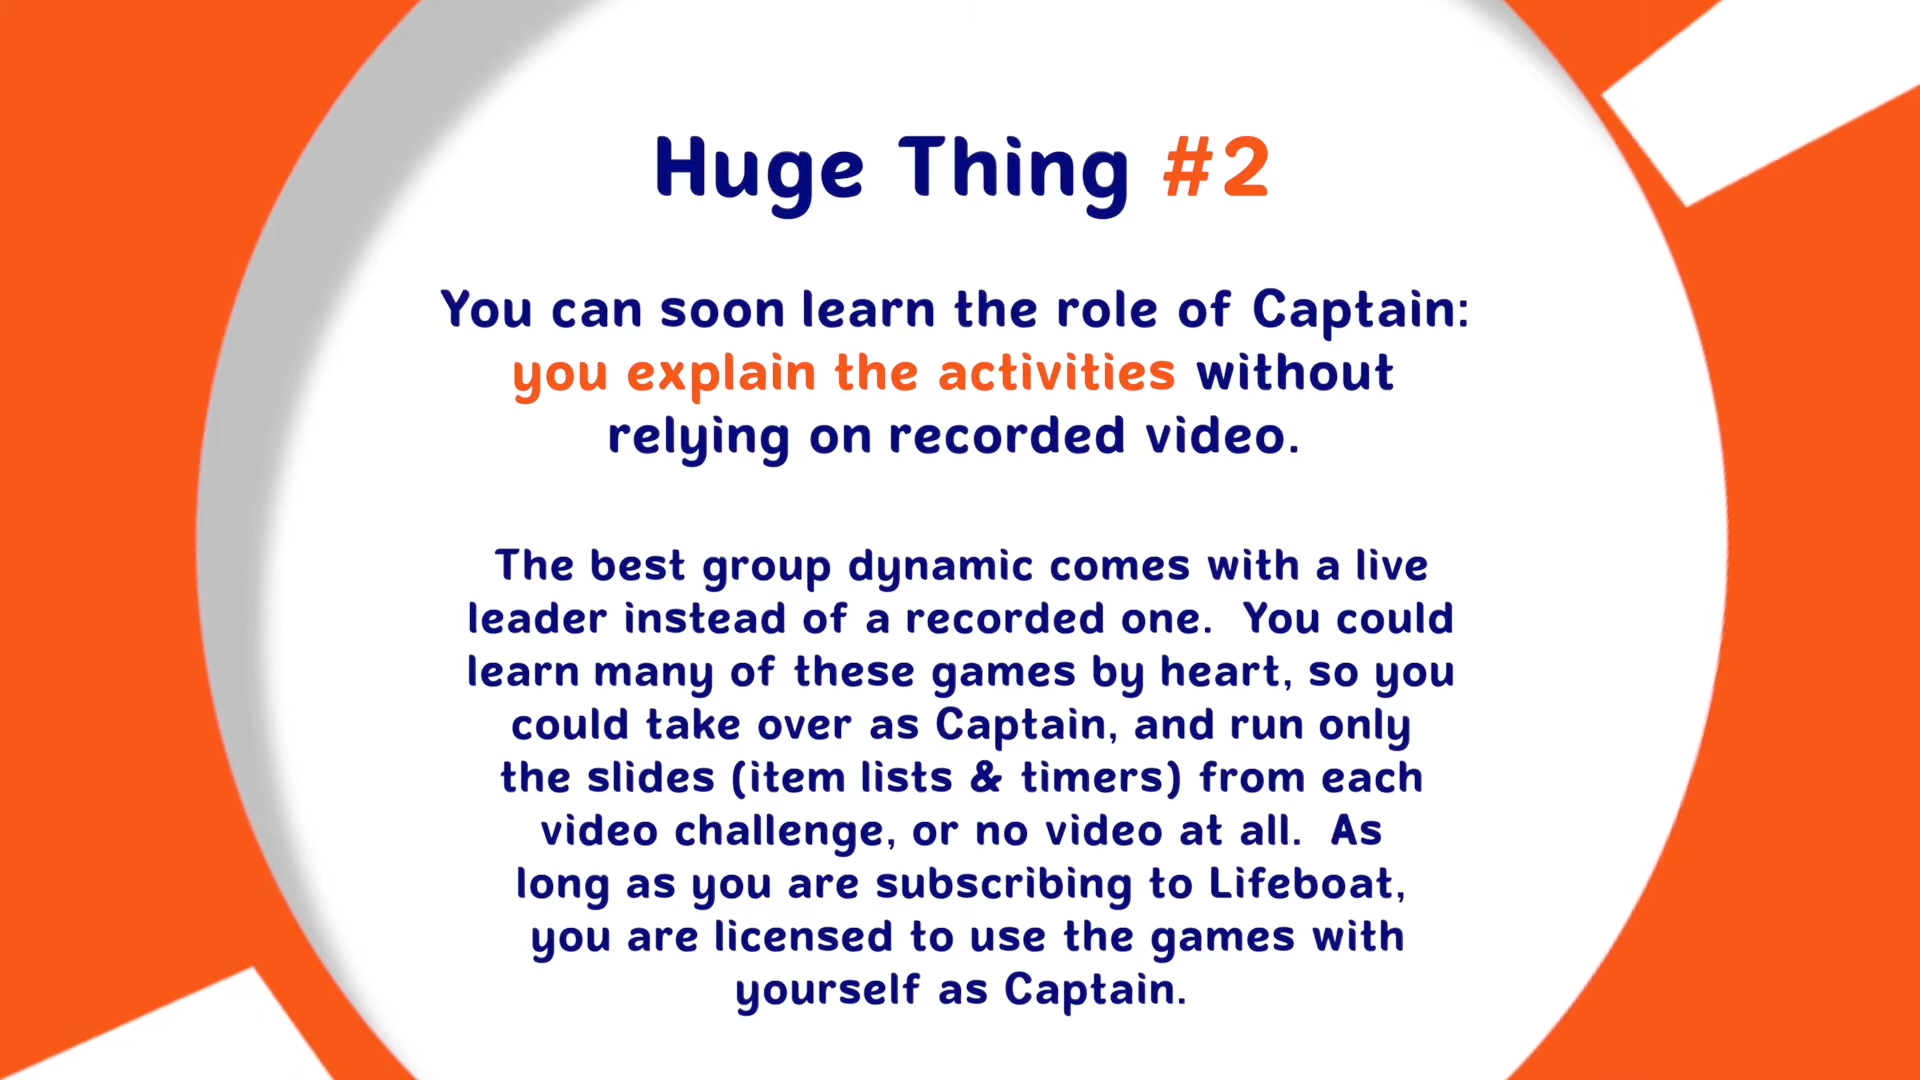 Huge Thing #2
You can soon learn the role of Captain:
you explain the activities without
relying on recorded video.
The best group dynamic comes with a live
leader instead of a recorded one.  You could
learn many of these games by heart, so you
could take over as Captain, and run only
the slides (item lists & timers) from each
video challenge, or no video at all.  As
long as you are subscribing to Lifeboat,
you are licensed to use the games with
yourself as Captain.